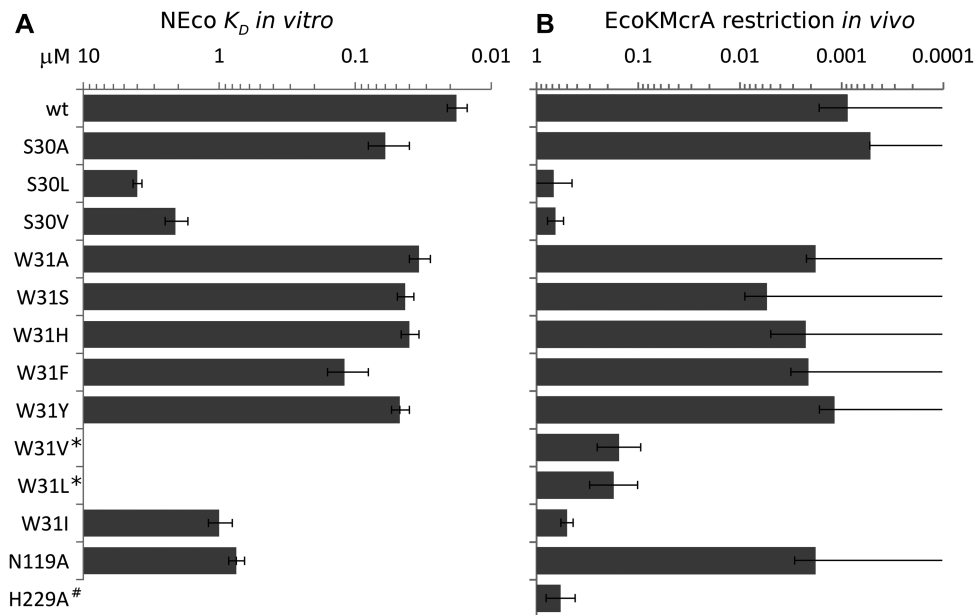 A NEco K_D in vitro
B EcoKMcrA restriction in vivo
µM 10 1 0.1 0.01
1 0.1 0.01 0.001 0.0001
wt
S30A
S30L
S30V
W31A
W31S
W31H
W31F
W31Y
W31V*
W31L*
W31I
N119A
H229A#